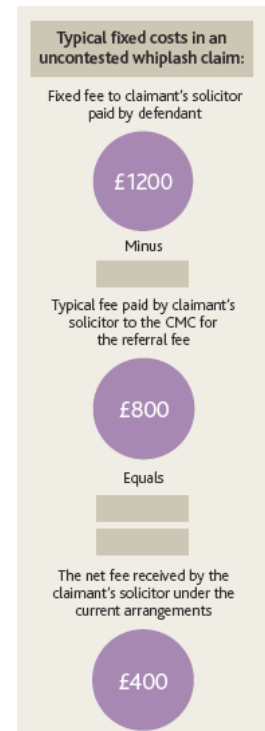 Typical fixed costs in an
uncontested whiplash claim:
Fixed fee to claimant's solicitor
paid by defendant
£1200
Minus
Typical fee paid by claimant's
solicitor to the CMC for
the referral fee
£800
Equals
The net fee received by the
claimant's solicitor under the
current arrangements
£400